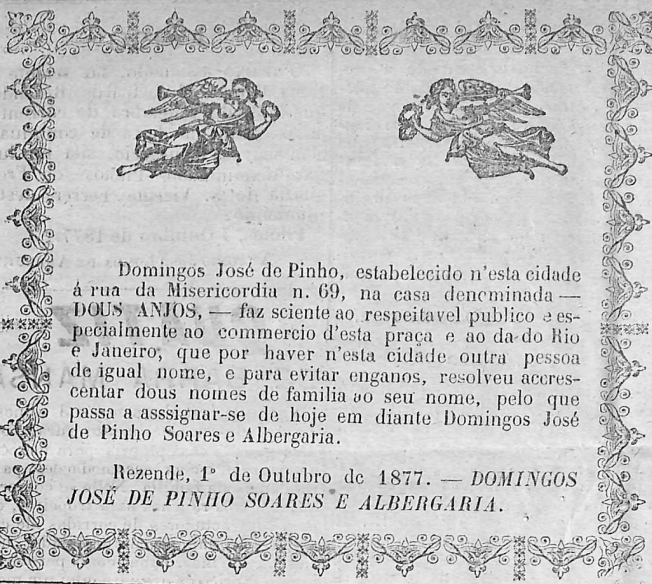 Domingos José de Pinho, estabelecido n'esta cidade
á rua da Misericordia n. 69, na casa denominada —
DOUS ANJOS, — faz sciente ao respeitavel publico e es-
pecialmente ao commercio d'esta praça e ao da do Rio
e Janeiro, que por haver n'esta cidade outra pessoa
de igual nome, e para evitar enganos, resolveu accres-
centar dous nomes de familia ao seu nome, pelo que
passa a asssignar-se de hoje em diante Domingos José
de Pinho Soares e Albergaria.
Rezende, 1º de Outubro de 1877. — DOMINGOS
JOSÉ DE PINHO SOARES E ALBERGARIA.